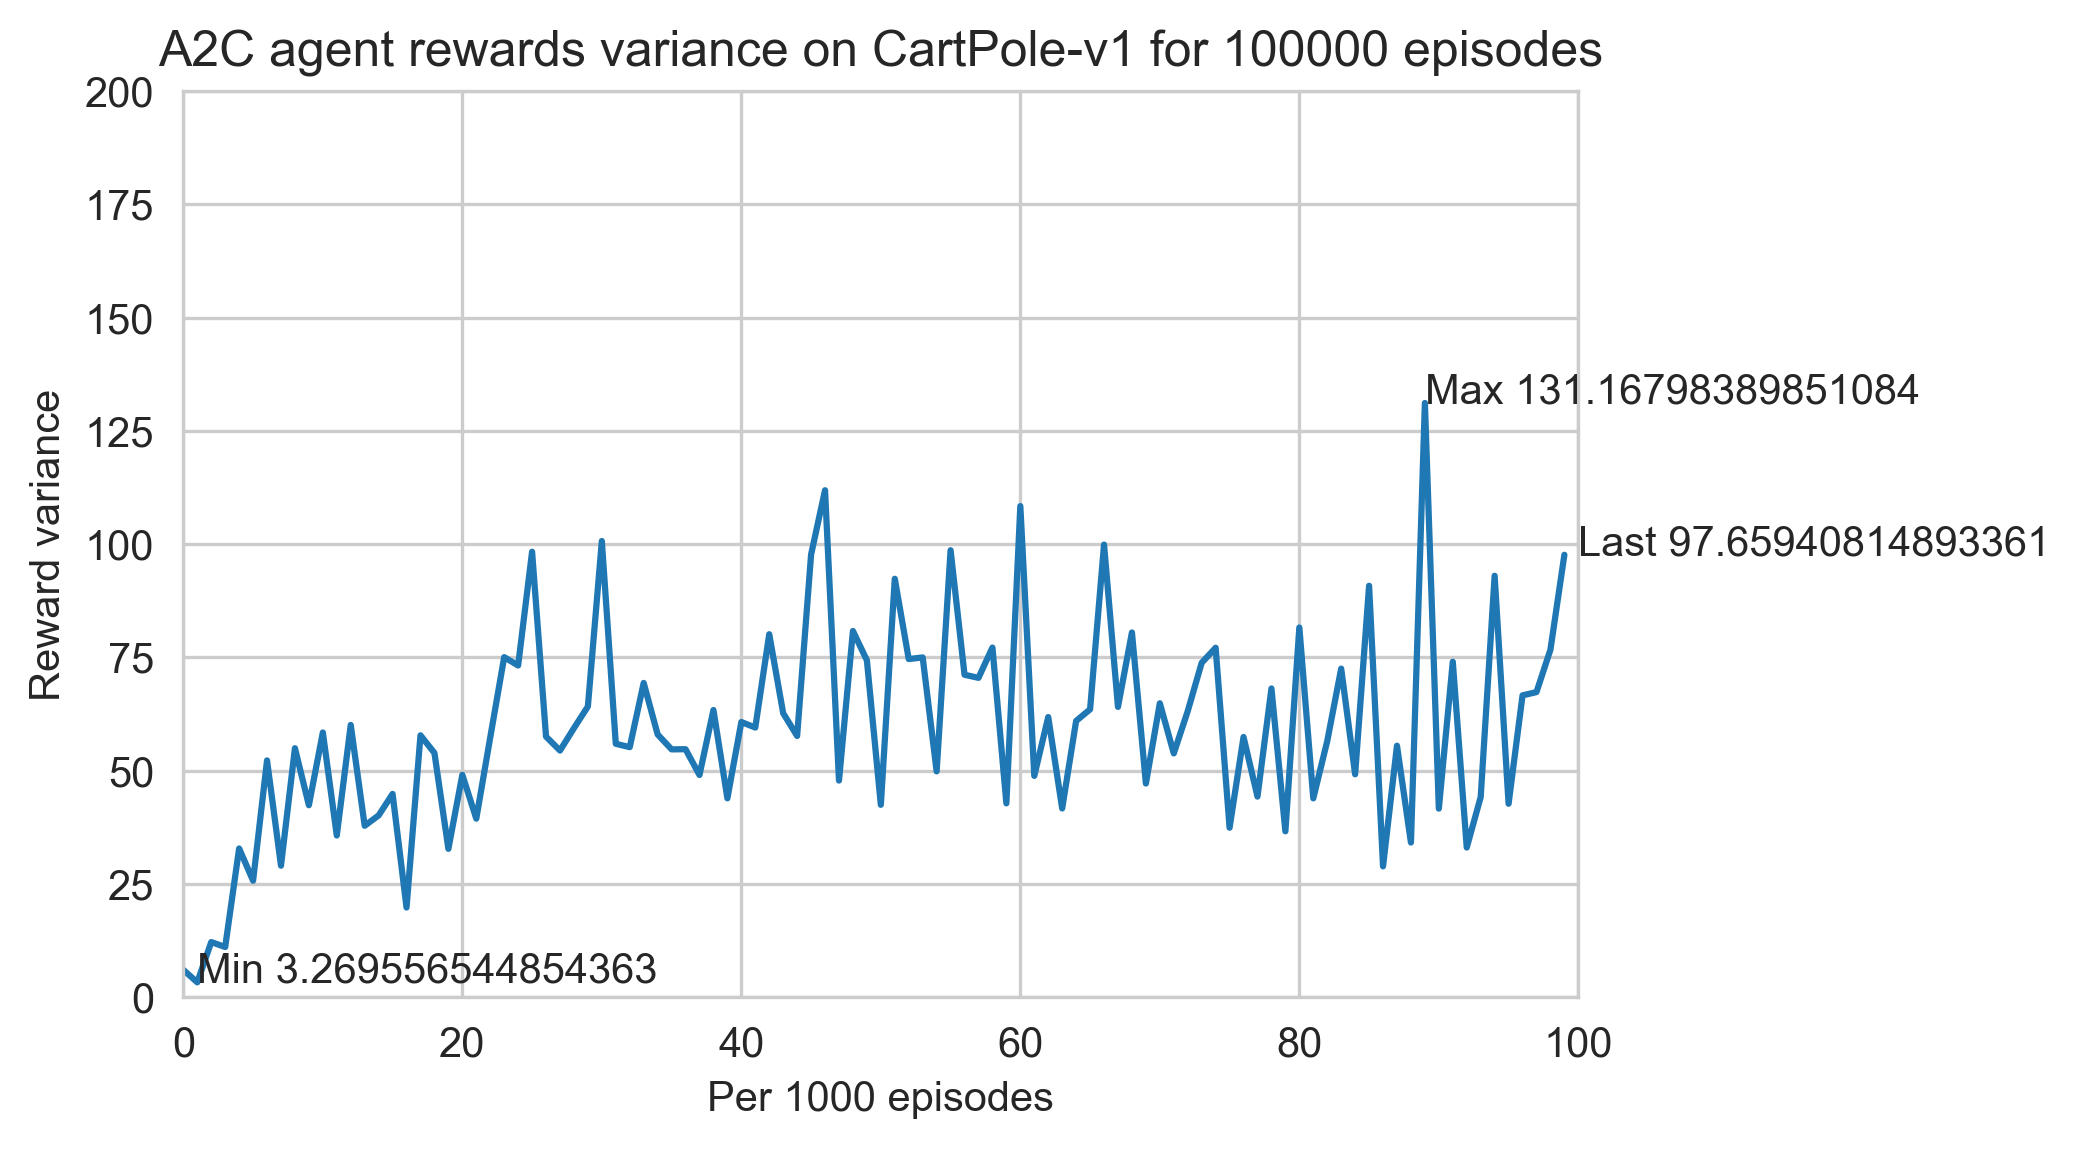 A2C agent rewards variance on CartPole-v1 for 100000 episodes
200
175
150
125
100
75
50
25
0
Reward variance
Max 131.16798389851084
Last 97.65940814893361
Min 3.269556544854363
0 20 40 60 80 100
Per 1000 episodes